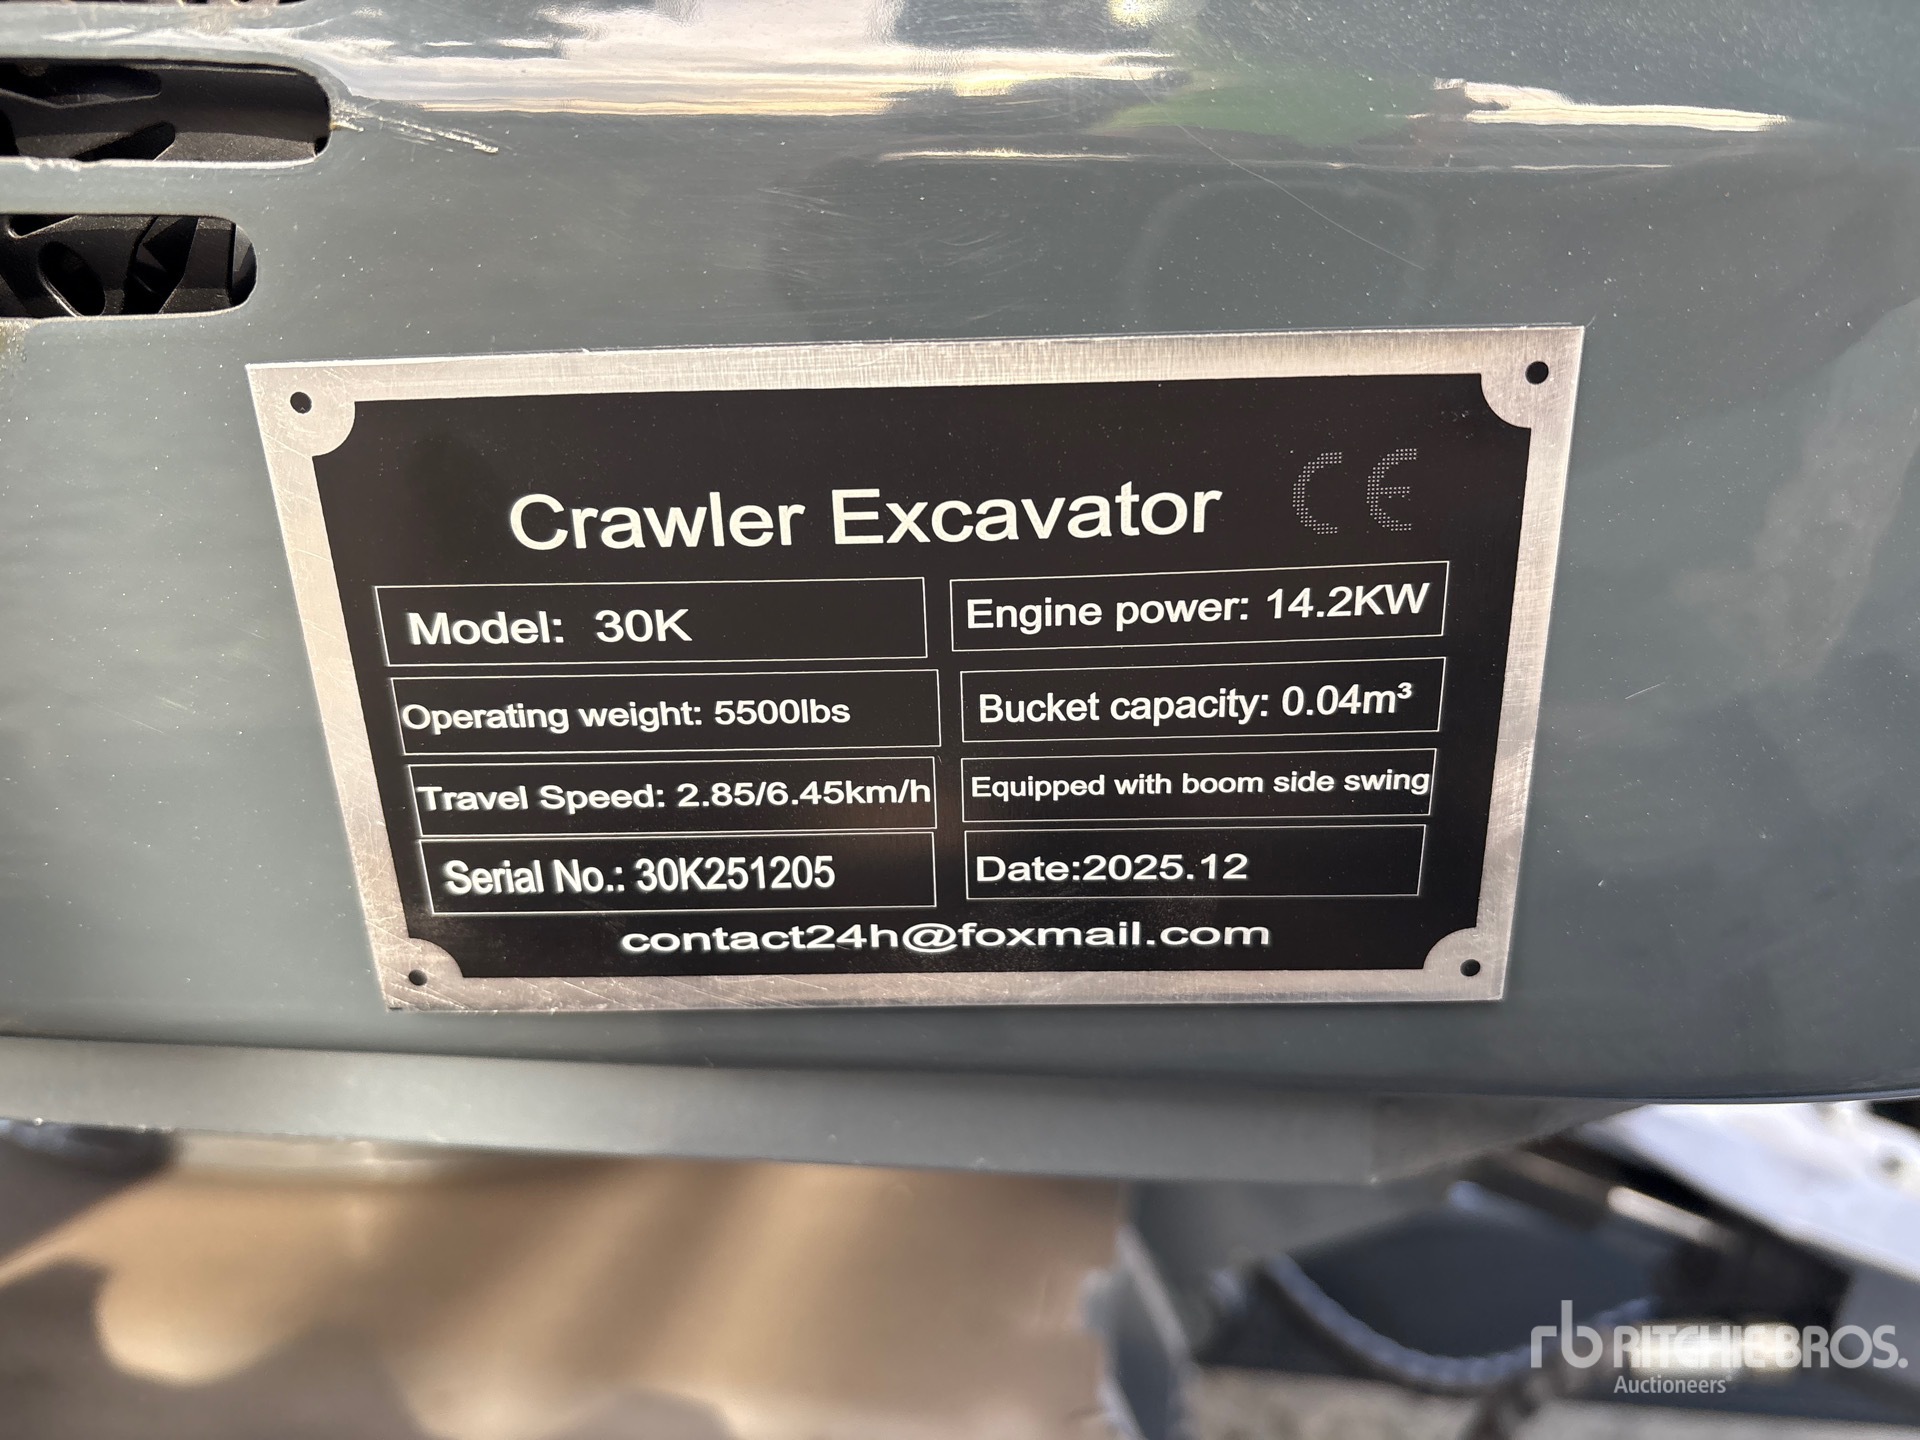 Crawler Excavator CE
Model: 30K
Engine power: 14.2KW
Operating weight: 5500lbs
Bucket capacity: 0.04m³
Travel Speed: 2.85/6.45km/h
Equipped with boom side swing
Serial No.: 30K251205
Date:2025.12
contact24h@foxmail.com
rb RITCHIE BROS.
Auctioneers